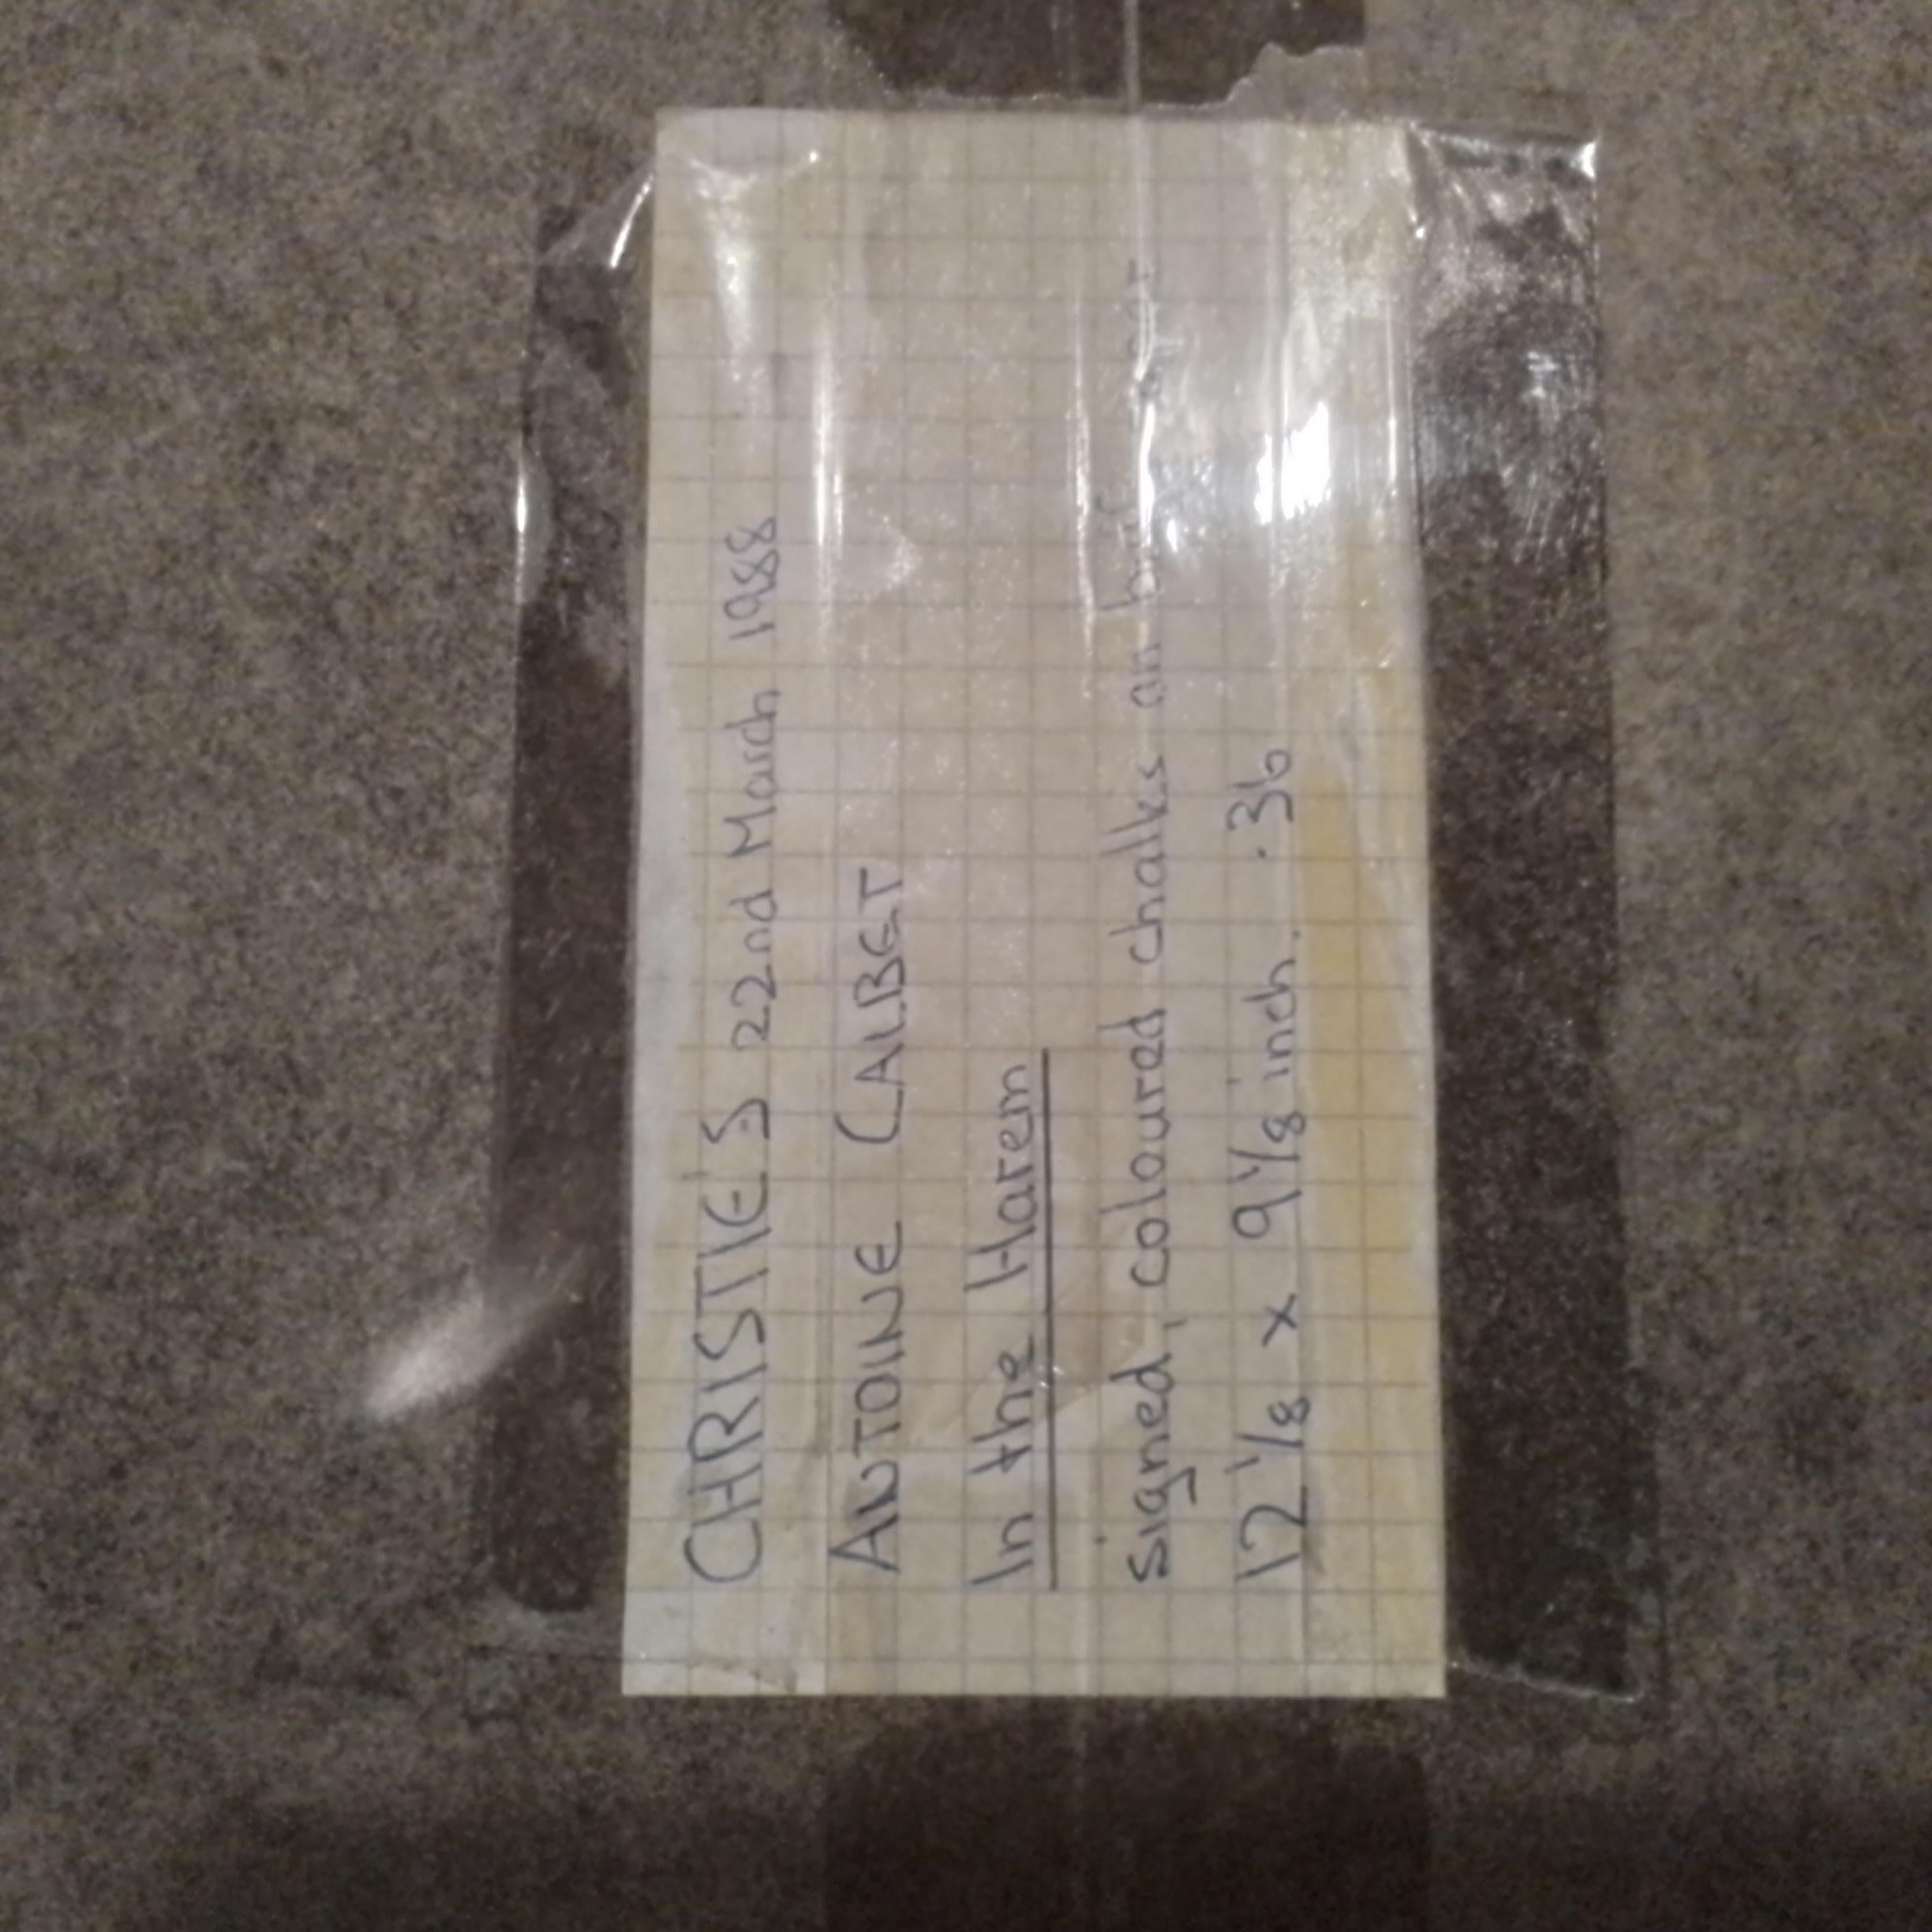 CHRISTIE'S 22nd March 1988
ANTOINE CALBET
In the Harem
signed, coloured chalks on buff paper
12 1/8 x 9 1/8 inch. . 36